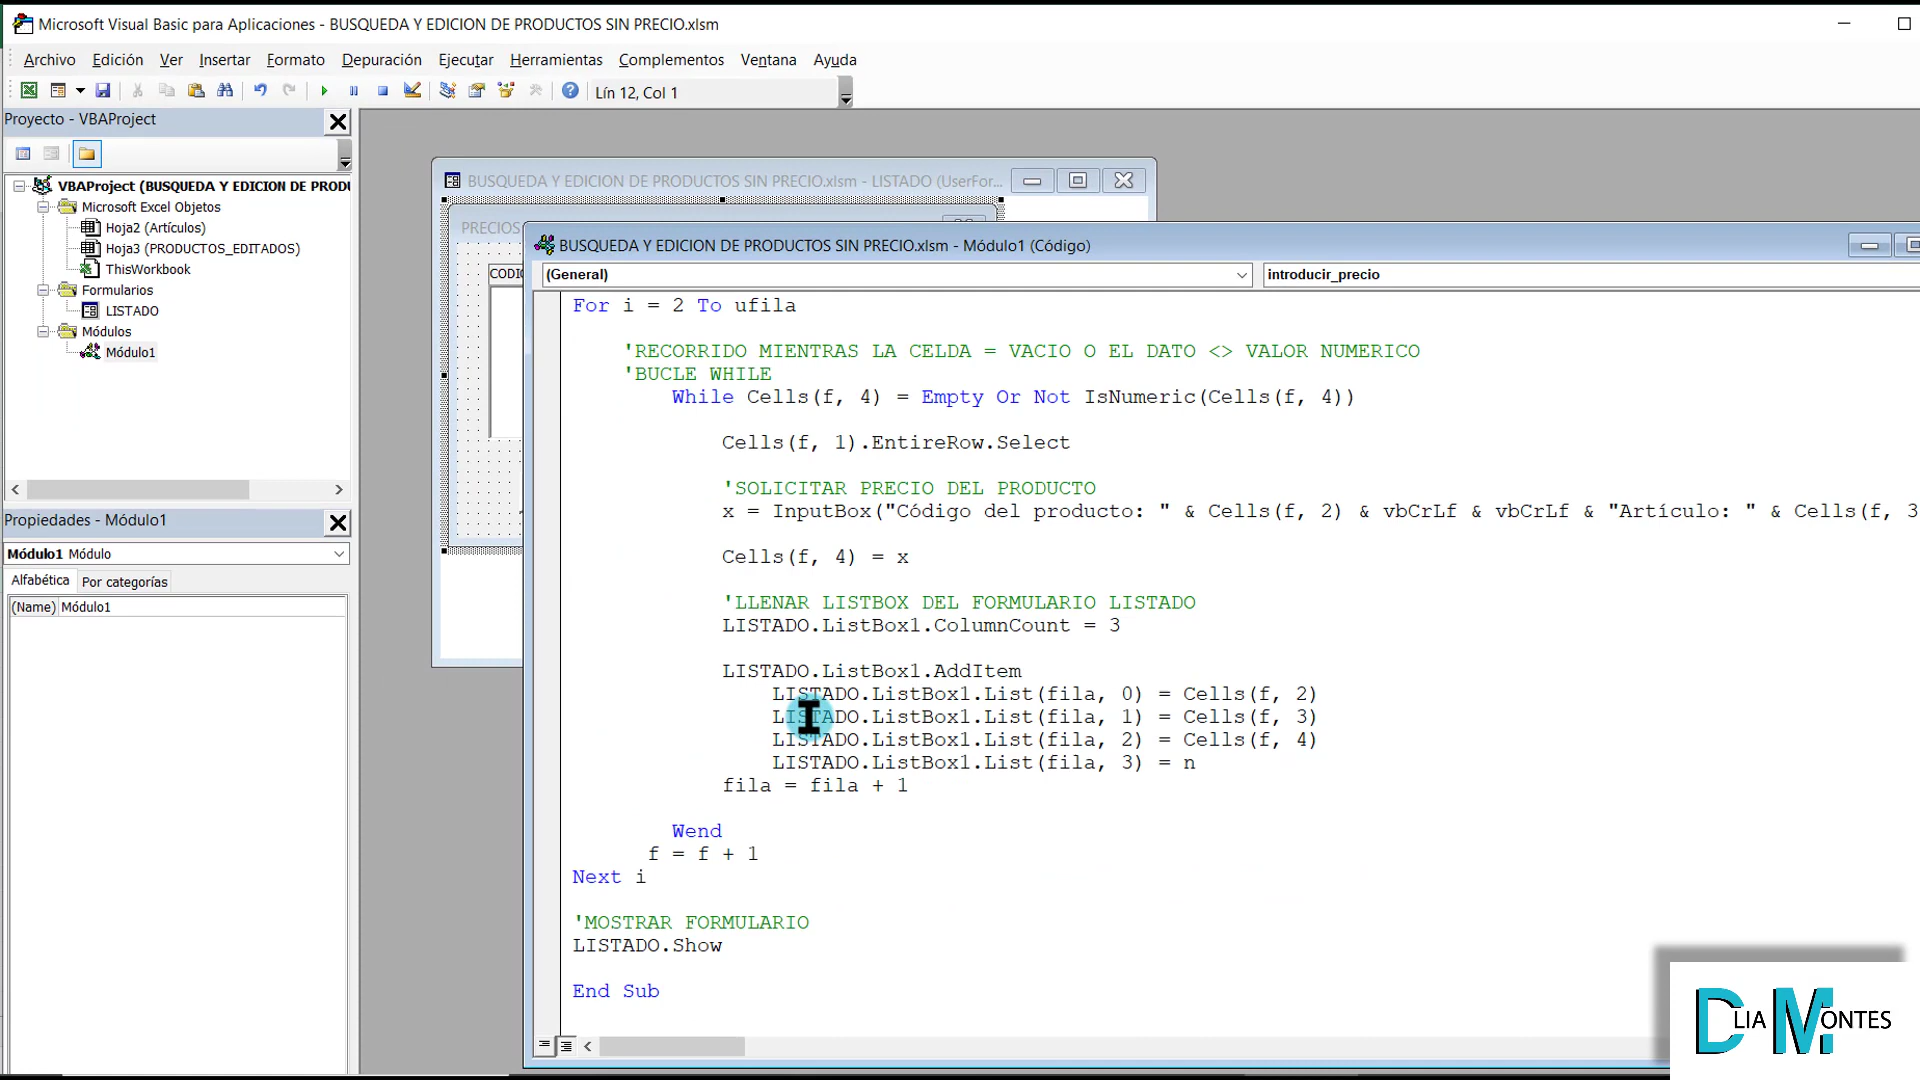 Microsoft Visual Basic para Aplicaciones - BUSQUEDA Y EDICION DE PRODUCTOS SIN PRECIO.xlsm
Archivo Edición Ver Insertar Formato Depuración Ejecutar Herramientas Complementos Ventana Ayuda
Lín 12, Col 1
Proyecto - VBAProject
VBAProject (BUSQUEDA Y EDICION DE PRODU
Microsoft Excel Objetos
Hoja2 (Artículos)
Hoja3 (PRODUCTOS_EDITADOS)
ThisWorkbook
Formularios
LISTADO
Módulos
Módulo1
Propiedades - Módulo1
Módulo1 Módulo
Alfabética Por categorías
(Name) Módulo1
BUSQUEDA Y EDICION DE PRODUCTOS SIN PRECIO.xlsm - LISTADO (UserFor...
PRECIOS
CODIG
BUSQUEDA Y EDICION DE PRODUCTOS SIN PRECIO.xlsm - Módulo1 (Código)
(General) introducir_precio
For i = 2 To ufila
'RECORRIDO MIENTRAS LA CELDA = VACIO O EL DATO <> VALOR NUMERICO
'BUCLE WHILE
While Cells(f, 4) = Empty Or Not IsNumeric(Cells(f, 4))
Cells(f, 1).EntireRow.Select
'SOLICITAR PRECIO DEL PRODUCTO
x = InputBox("Código del producto: " & Cells(f, 2) & vbCrLf & vbCrLf & "Artículo: " & Cells(f, 3
Cells(f, 4) = x
'LLENAR LISTBOX DEL FORMULARIO LISTADO
LISTADO.ListBox1.ColumnCount = 3
LISTADO.ListBox1.AddItem
LISTADO.ListBox1.List(fila, 0) = Cells(f, 2)
LISTADO.ListBox1.List(fila, 1) = Cells(f, 3)
LISTADO.ListBox1.List(fila, 2) = Cells(f, 4)
LISTADO.ListBox1.List(fila, 3) = n
fila = fila + 1
Wend
f = f + 1
Next i
'MOSTRAR FORMULARIO
LISTADO.Show
End Sub
DLIA MONTES